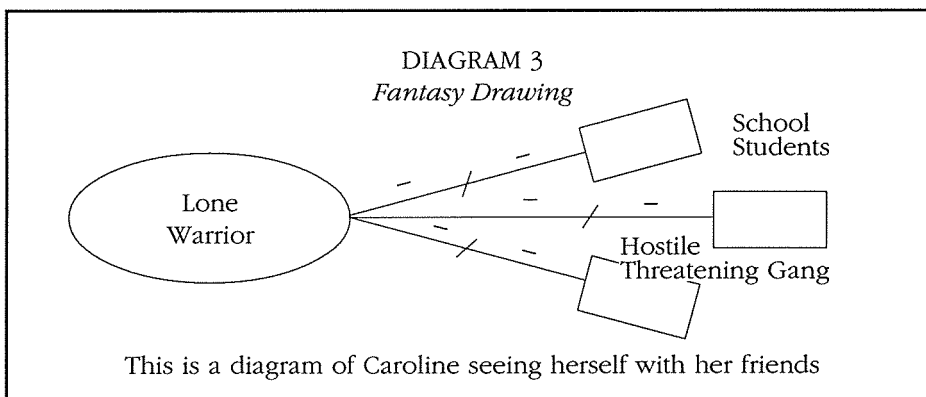 DIAGRAM 3
Fantasy Drawing
School
Students
Lone
Warrior
Hostile
Threatening Gang
This is a diagram of Caroline seeing herself with her friends